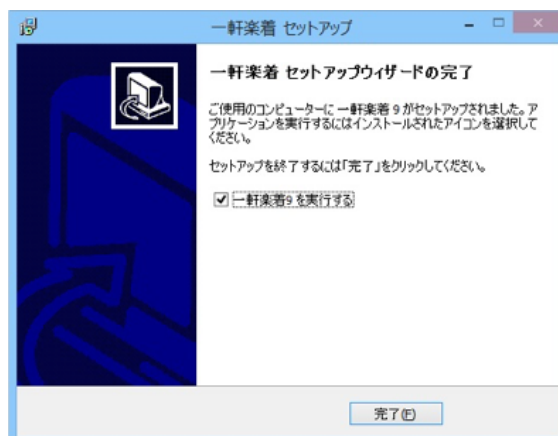 一軒楽着 セットアップ
一軒楽着 セットアップウィザードの完了
ご使用のコンピューターに一軒楽着 9 がセットアップされました。ア
プリケーションを実行するにはインストールされたアイコンを選択して
ください。
セットアップを終了するには「完了」をクリックしてください。
一軒楽着9 を実行する
完了(F)